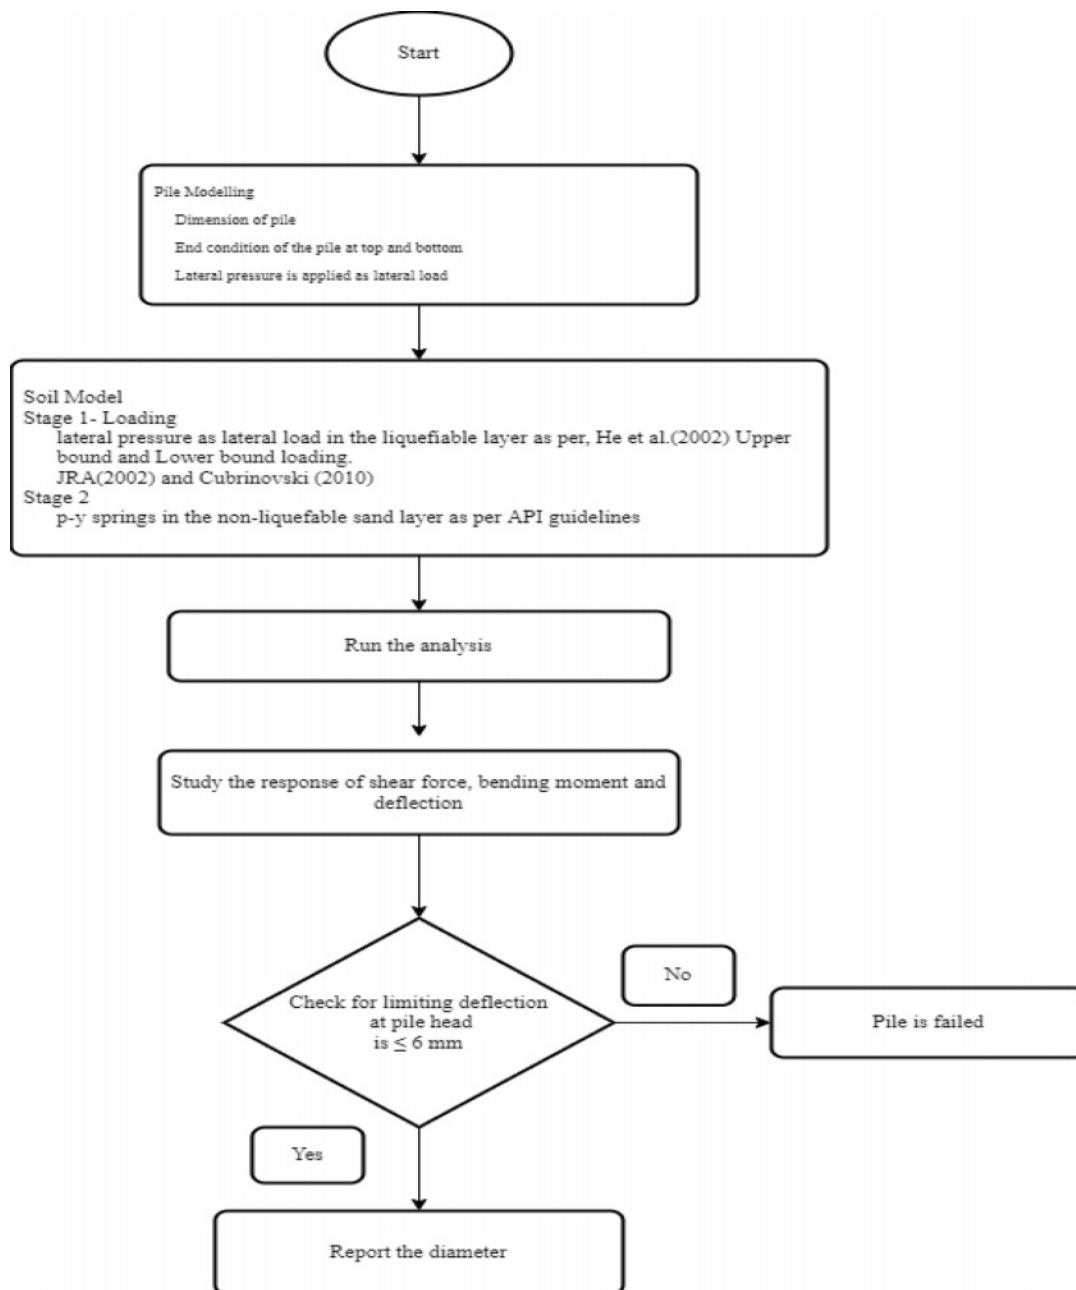 Start
Pile Modelling
Dimension of pile
End condition of the pile at top and bottom
Lateral pressure is applied as lateral load
Soil Model
Stage 1- Loading
lateral pressure as lateral load in the liquefiable layer as per, He et al.(2002) Upper
bound and Lower bound loading.
JRA(2002) and Cubrinovski (2010)
Stage 2
p-y springs in the non-liquefable sand layer as per API guidelines
Run the analysis
Study the response of shear force, bending moment and
deflection
Check for limiting deflection
at pile head
is ≤ 6 mm
No
Pile is failed
Yes
Report the diameter